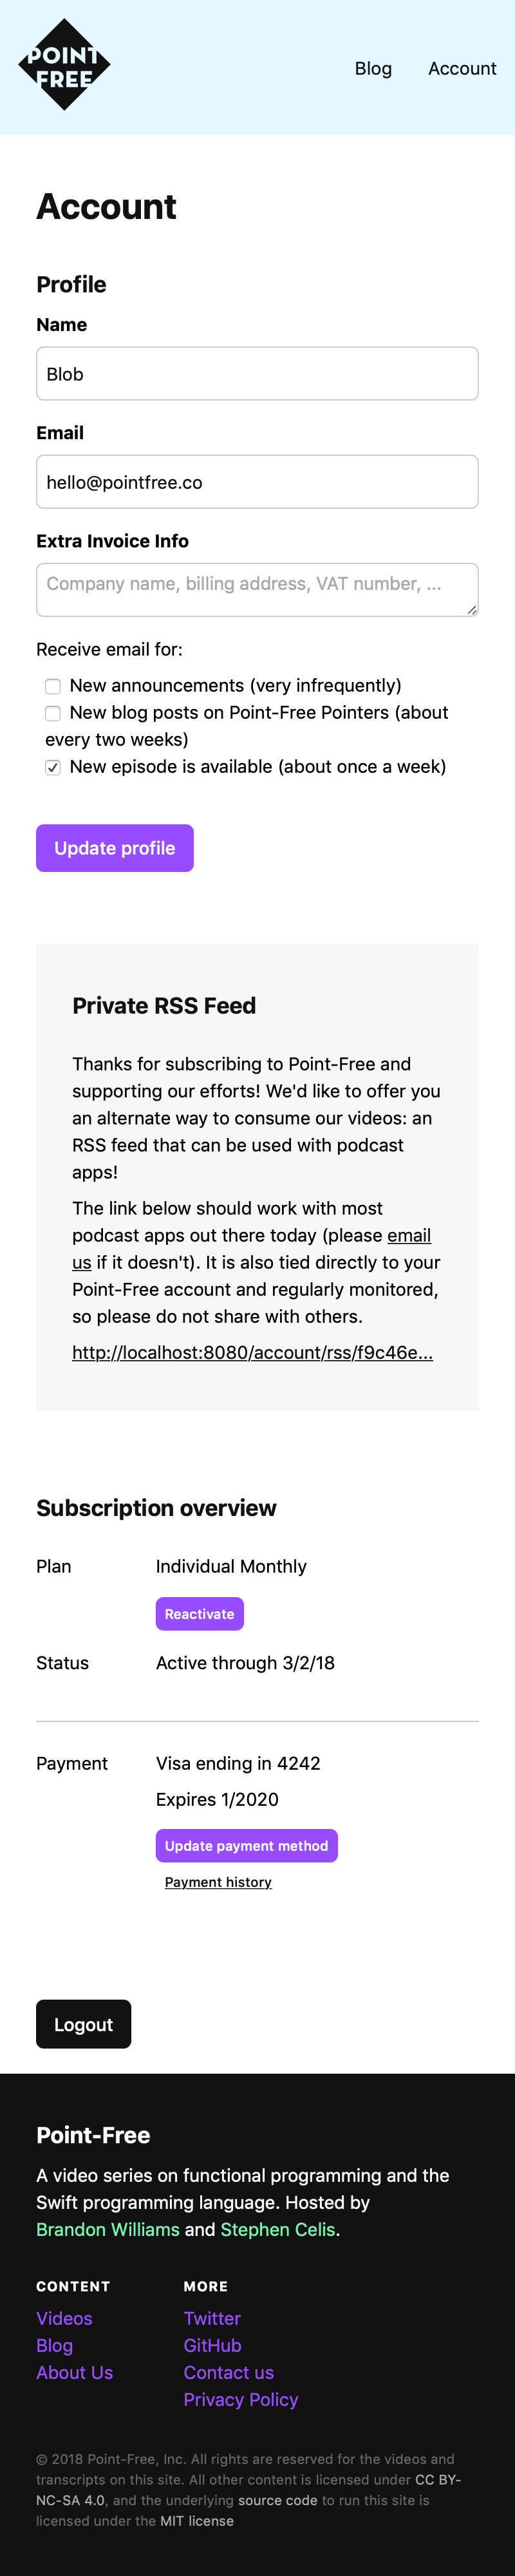 POINT
FREE
Blog
Account
Account
Profile
Name
Blob
Email
hello@pointfree.co
Extra Invoice Info
Company name, billing address, VAT number, ...
Receive email for:
New announcements (very infrequently)
New blog posts on Point-Free Pointers (about
every two weeks)
New episode is available (about once a week)
Update profile
Private RSS Feed
Thanks for subscribing to Point-Free and
supporting our efforts! We'd like to offer you
an alternate way to consume our videos: an
RSS feed that can be used with podcast
apps!
The link below should work with most
podcast apps out there today (please email
us if it doesn't). It is also tied directly to your
Point-Free account and regularly monitored,
so please do not share with others.
http://localhost:8080/account/rss/f9c46e...
Subscription overview
Plan
Individual Monthly
Reactivate
Status
Active through 3/2/18
Payment
Visa ending in 4242
Expires 1/2020
Update payment method
Payment history
Logout
Point-Free
A video series on functional programming and the
Swift programming language. Hosted by
Brandon Williams and Stephen Celis.
CONTENT
Videos
Blog
About Us
MORE
Twitter
GitHub
Contact us
Privacy Policy
© 2018 Point-Free, Inc. All rights are reserved for the videos and
transcripts on this site. All other content is licensed under CC BY-
NC-SA 4.0, and the underlying source code to run this site is
licensed under the MIT license